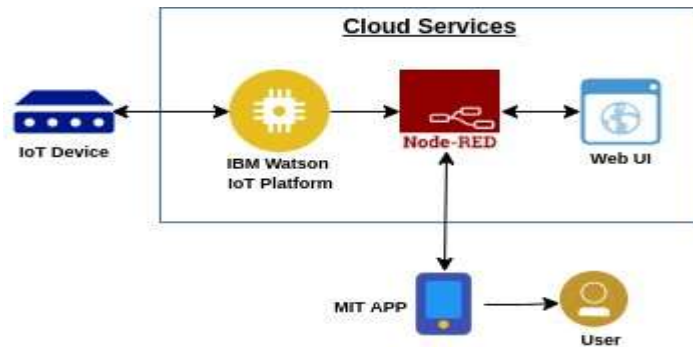 Cloud Services
IoT Device
IBM Watson
IoT Platform
Node-RED
Web UI
MIT APP
User